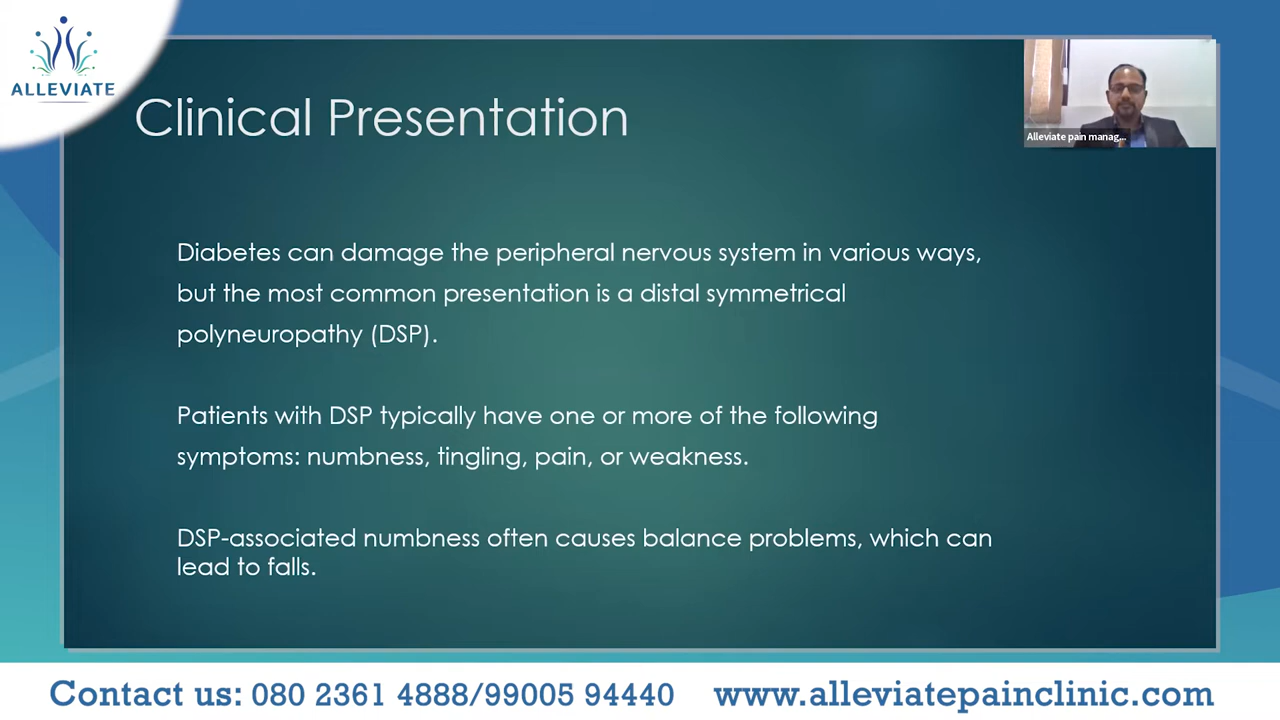 ALLEVIATE
Clinical Presentation
Alleviate pain manag...
Diabetes can damage the peripheral nervous system in various ways,
but the most common presentation is a distal symmetrical
polyneuropathy (DSP).
Patients with DSP typically have one or more of the following
symptoms: numbness, tingling, pain, or weakness.
DSP-associated numbness often causes balance problems, which can
lead to falls.
Contact us: 080 2361 4888/99005 94440 www.alleviatepainclinic.com